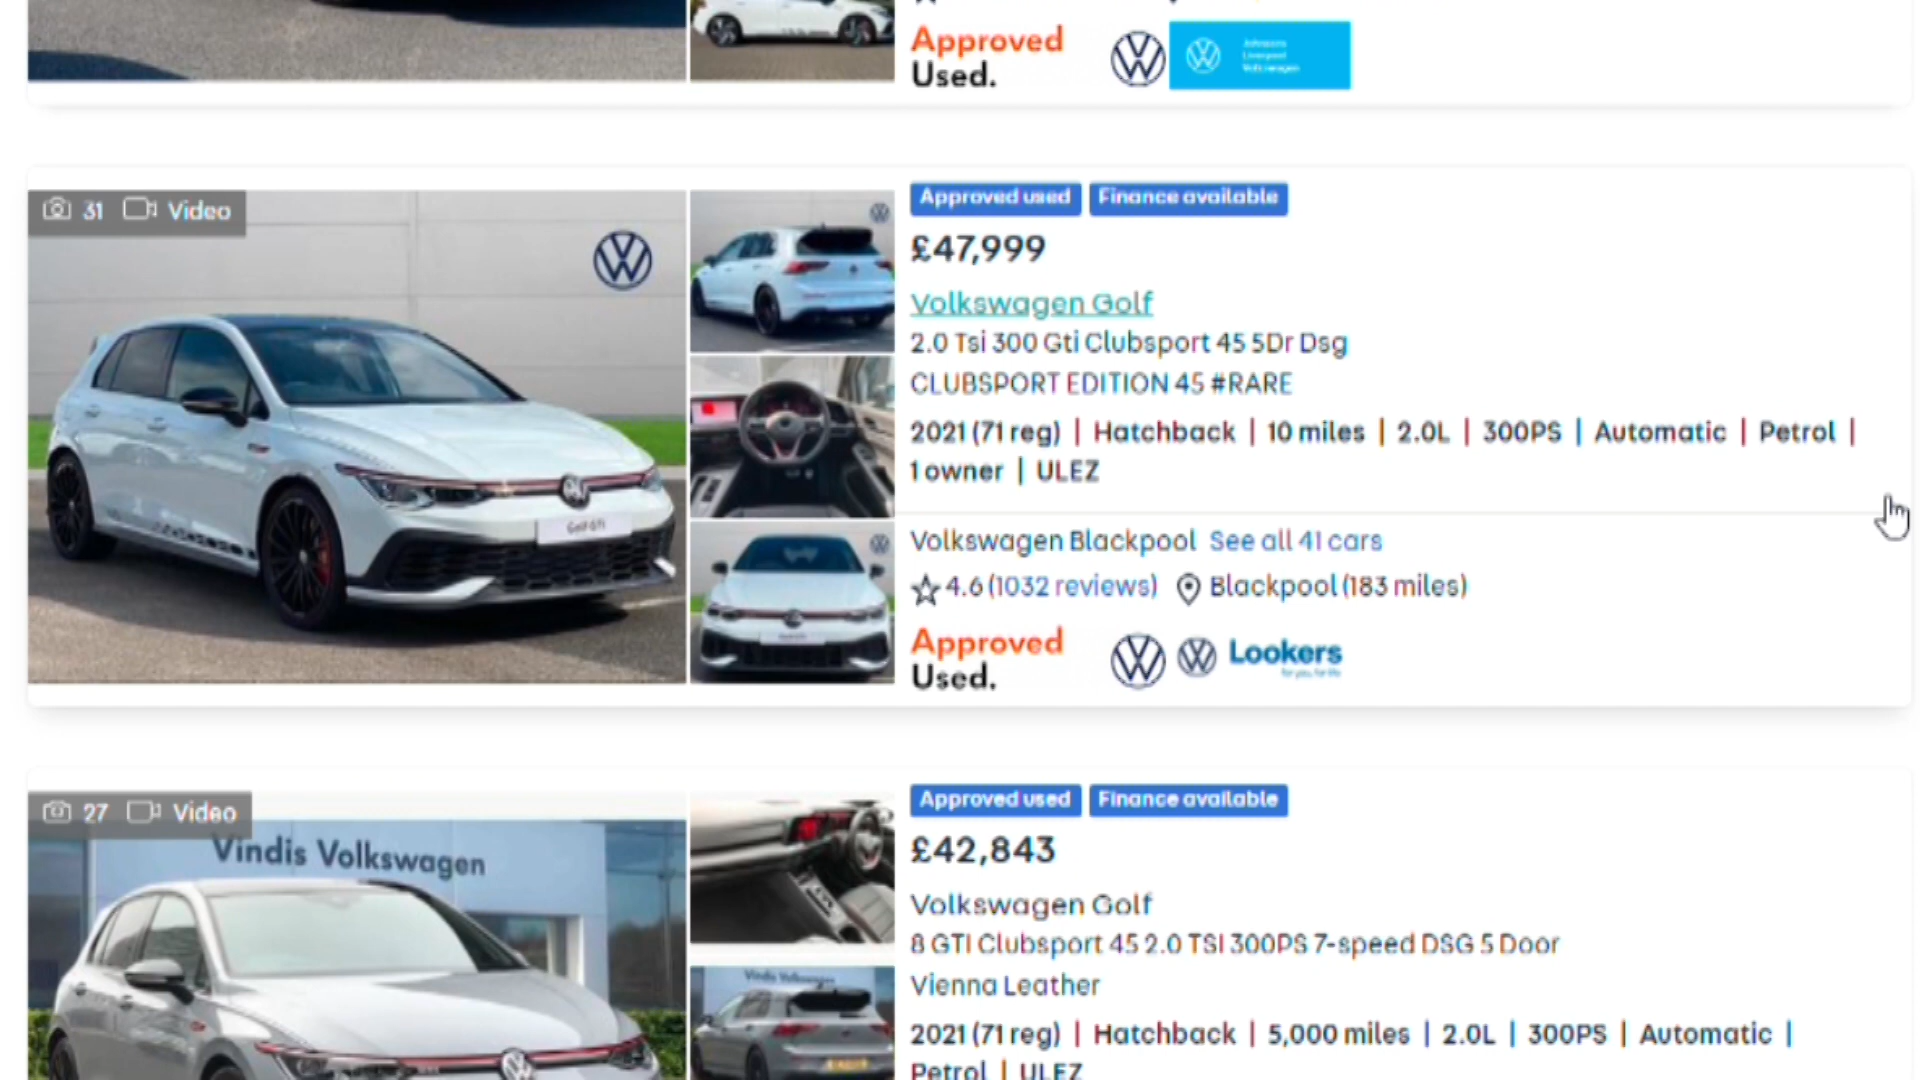 Approved
Used.
31 Video
Approved used Finance available
£47,999
Volkswagen Golf
2.0 Tsi 300 Gti Clubsport 45 5Dr Dsg
CLUBSPORT EDITION 45 #RARE
2021 (71 reg) | Hatchback | 10 miles | 2.0L | 300PS | Automatic | Petrol |
1 owner | ULEZ
Golf GTI
Volkswagen Blackpool See all 41 cars
4.6 (1032 reviews) Blackpool (183 miles)
Approved
Used.
Lookers
27 Video
Vindis Volkswagen
Vindis Volkswagen
Approved used Finance available
£42,843
Volkswagen Golf
8 GTI Clubsport 45 2.0 TSI 300PS 7-speed DSG 5 Door
Vienna Leather
2021 (71 reg) | Hatchback | 5,000 miles | 2.0L | 300PS | Automatic |
Petrol | ULEZ